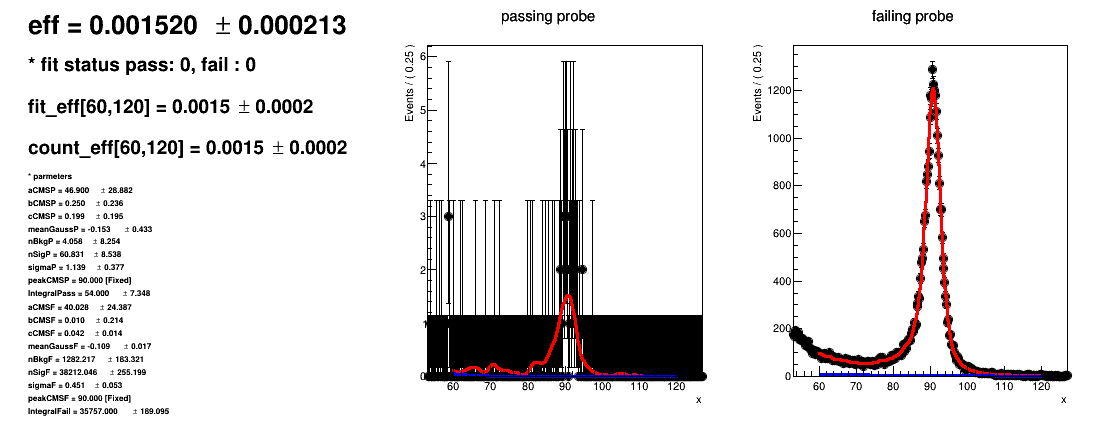 eff = 0.001520 ± 0.000213
* fit status pass: 0, fail : 0
fit_eff[60,120] = 0.0015 ± 0.0002
count_eff[60,120] = 0.0015 ± 0.0002
* parmeters
aCMSP = 46.900 ± 28.882
bCMSP = 0.250 ± 0.236
cCMSP = 0.199 ± 0.195
meanGaussP = -0.153 ± 0.433
nBkgP = 4.058 ± 8.254
nSigP = 60.831 ± 8.538
sigmaP = 1.139 ± 0.377
peakCMSP = 90.000 [Fixed]
IntegralPass = 54.000 ± 7.348
aCMSF = 40.028 ± 24.387
bCMSF = 0.010 ± 0.214
cCMSF = 0.042 ± 0.014
meanGaussF = -0.109 ± 0.017
nBkgF = 1282.217 ± 183.321
nSigF = 38212.046 ± 255.199
sigmaF = 0.451 ± 0.053
peakCMSF = 90.000 [Fixed]
IntegralFail = 35757.000 ± 189.095
passing probe
Events / ( 0.25 )
6
5
4
3
2
1
0
60 70 80 90 100 110 120
x
failing probe
Events / ( 0.25 )
1200
1000
800
600
400
200
0
60 70 80 90 100 110 120
x